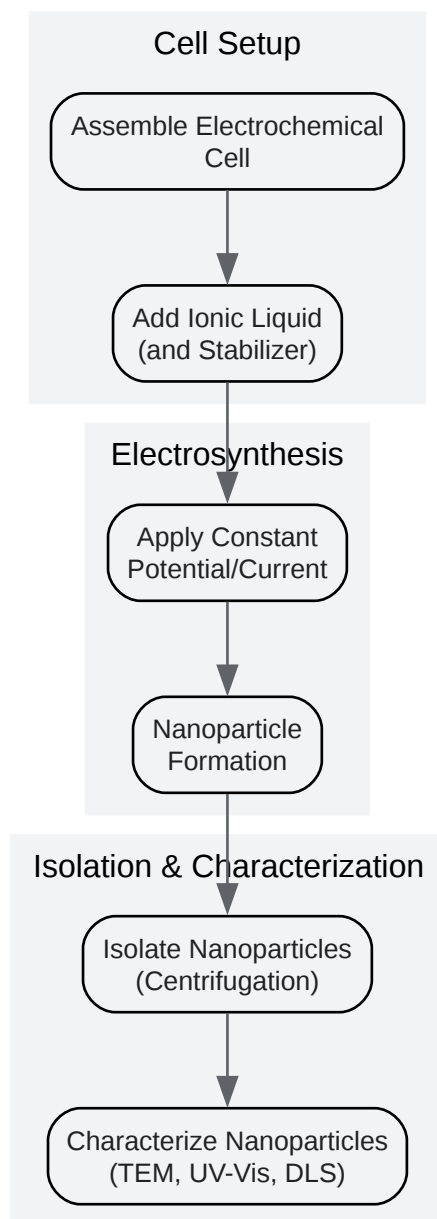 Cell Setup
Assemble Electrochemical
Cell
Add Ionic Liquid
(and Stabilizer)
Electrosynthesis
Apply Constant
Potential/Current
Nanoparticle
Formation
Isolation & Characterization
Isolate Nanoparticles
(Centrifugation)
Characterize Nanoparticles
(TEM, UV-Vis, DLS)